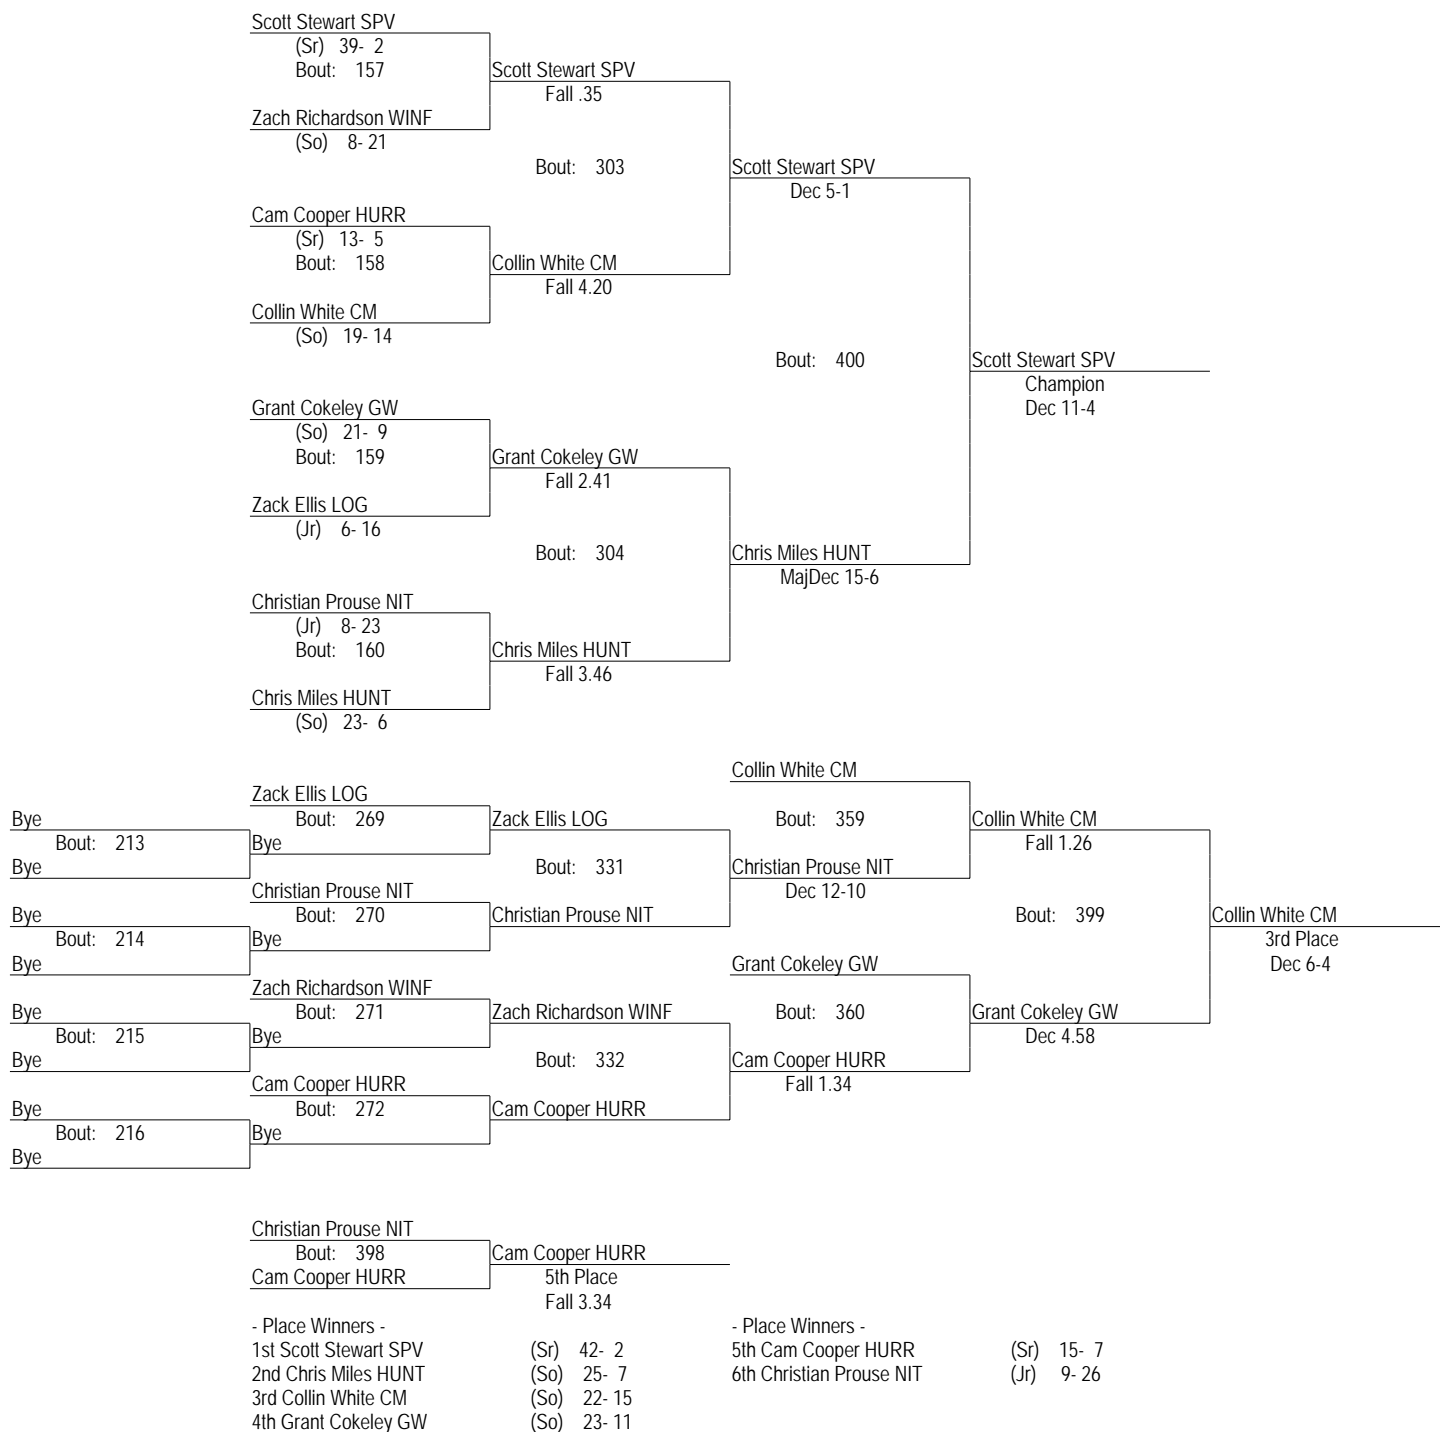 Scott Stewart SPV
(Sr) 39- 2
Bout: 157
Scott Stewart SPV
Fall .35
Zach Richardson WINF
(So) 8- 21
Bout: 303
Scott Stewart SPV
Dec 5-1
Cam Cooper HURR
(Sr) 13- 5
Bout: 158
Collin White CM
Fall 4.20
Collin White CM
(So) 19- 14
Bout: 400
Scott Stewart SPV
Champion
Dec 11-4
Grant Cokeley GW
(So) 21- 9
Bout: 159
Grant Cokeley GW
Fall 2.41
Zack Ellis LOG
(Jr) 6- 16
Bout: 304
Chris Miles HUNT
MajDec 15-6
Christian Prouse NIT
(Jr) 8- 23
Bout: 160
Chris Miles HUNT
Fall 3.46
Chris Miles HUNT
(So) 23- 6
Collin White CM
Zack Ellis LOG
Bye
Bout: 269
Zack Ellis LOG
Bout: 359
Collin White CM
Bout: 213
Bye
Fall 1.26
Bye
Bout: 331
Christian Prouse NIT
Christian Prouse NIT
Dec 12-10
Bye
Bout: 270
Christian Prouse NIT
Bout: 399
Collin White CM
Bout: 214
Bye
3rd Place
Bye
Grant Cokeley GW
Dec 6-4
Zach Richardson WINF
Bye
Bout: 271
Zach Richardson WINF
Bout: 360
Grant Cokeley GW
Bout: 215
Bye
Dec 4.58
Bye
Bout: 332
Cam Cooper HURR
Cam Cooper HURR
Fall 1.34
Bye
Bout: 272
Cam Cooper HURR
Bout: 216
Bye
Bye
Christian Prouse NIT
Bout: 398
Cam Cooper HURR
Cam Cooper HURR
5th Place
Fall 3.34
- Place Winners -
1st Scott Stewart SPV (Sr) 42- 2
2nd Chris Miles HUNT (So) 25- 7
3rd Collin White CM (So) 22- 15
4th Grant Cokeley GW (So) 23- 11
- Place Winners -
5th Cam Cooper HURR (Sr) 15- 7
6th Christian Prouse NIT (Jr) 9- 26